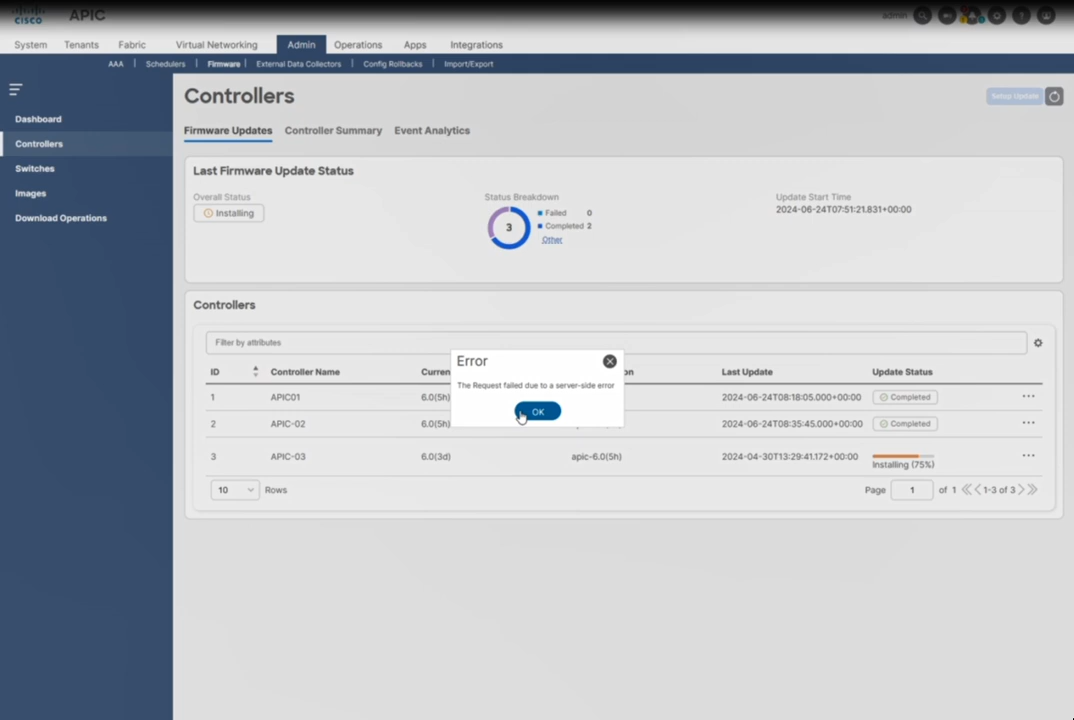 CISCO APIC
admin
System Tenants Fabric Virtual Networking Admin Operations Apps Integrations
AAA | Schedulers | Firmware | External Data Collectors | Config Rollbacks | Import/Export
Dashboard
Controllers
Switches
Images
Download Operations
Controllers
Setup Update
Firmware Updates Controller Summary Event Analytics
Last Firmware Update Status
Overall Status
Installing
Status Breakdown
3
Failed 0
Completed 2
Other
Update Start Time
2024-06-24T07:51:21.831+00:00
Controllers
Filter by attributes
Error
The Request failed due to a server-side error
OK
ID Controller Name Curren on Last Update Update Status
1 APIC01 6.0(5h) 2024-06-24T08:18:05.000+00:00 Completed
2 APIC-02 6.0(5h) 2024-06-24T08:35:45.000+00:00 Completed
3 APIC-03 6.0(3d) apic-6.0(5h) 2024-04-30T13:29:41.172+00:00 Installing (75%)
10 Rows
Page 1 of 1 1-3 of 3